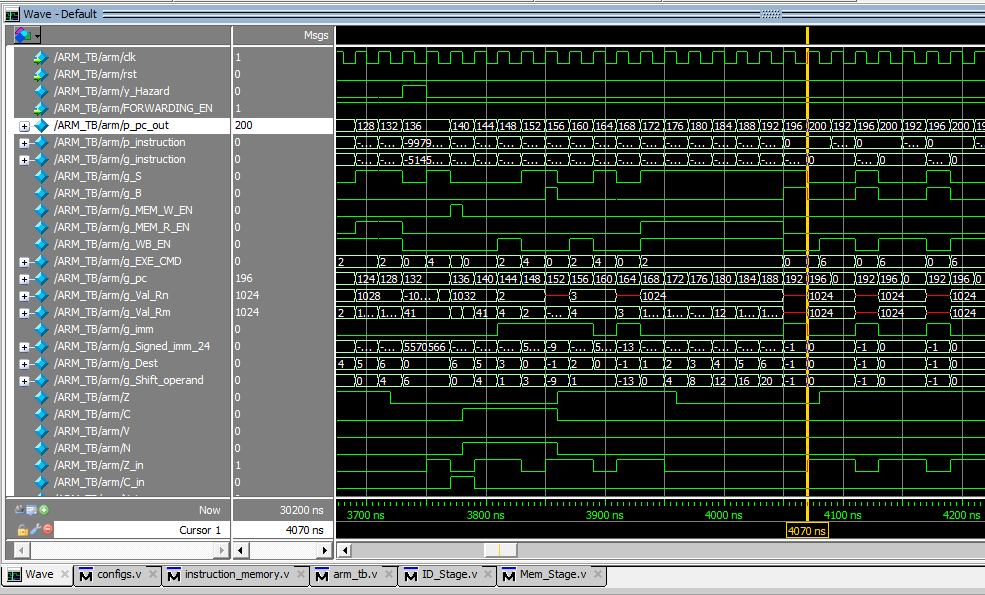 Wave - Default
Msgs
/ARM_TB/arm/clk 1
/ARM_TB/arm/rst 0
/ARM_TB/arm/y_Hazard 0
/ARM_TB/arm/FORWARDING_EN 1
/ARM_TB/arm/p_pc_out 200 128 132 136 140 144 148 152 156 160 164 168 172 176 180 184 188 192 196 200 192 196 200 192 196 200 19...
/ARM_TB/arm/p_instruction 0 -... -... -9979... 0 -... 0 -... 0
/ARM_TB/arm/g_instruction 0 -... -... -5145... 0 -... 0 -... 0
/ARM_TB/arm/g_S 0
/ARM_TB/arm/g_B 0
/ARM_TB/arm/g_MEM_W_EN 0
/ARM_TB/arm/g_MEM_R_EN 0
/ARM_TB/arm/g_WB_EN 0
/ARM_TB/arm/g_EXE_CMD 0 2 2 0 4 0 2 4 0 2 4 0 2 0 6 0 6 0 6
/ARM_TB/arm/g_pc 196 124 128 132 136 140 144 148 152 156 160 164 168 172 176 180 184 188 192 196 0 192 196 0 192 196 0
/ARM_TB/arm/g_Val_Rn 1024 1028 -10... 1032 2 3 1024 1024 1024 1024
/ARM_TB/arm/g_Val_Rm 1024 2 1... -... 41 41 4 2 -... 4 3 1... 1... -... 12 1... 1... 1024 1024 1024
/ARM_TB/arm/g_imm 0
/ARM_TB/arm/g_Signed_imm_24 0 -... -... 5570566 -... -... -... 5... -9 -... 5... -13 -... -... -... -... -... -... -1 0 -1 0 -1 0
/ARM_TB/arm/g_Dest 0 4 5 6 0 6 5 3 0 -1 2 0 -1 1 2 3 4 5 6 -1 0 -1 0 -1 0
/ARM_TB/arm/g_Shift_operand 0 0 4 6 0 4 1 3 -9 1 -13 0 4 8 12 16 20 -1 0 -1 0 -1 0
/ARM_TB/arm/Z 0
/ARM_TB/arm/C 0
/ARM_TB/arm/V 0
/ARM_TB/arm/N 0
/ARM_TB/arm/Z_in 1
/ARM_TB/arm/C_in 0
Now 30200 ns 3700 ns 3800 ns 3900 ns 4000 ns 4100 ns 4200 ns
Cursor 1 4070 ns 4070 ns
Wave configs.v instruction_memory.v arm_tb.v ID_Stage.v Mem_Stage.v